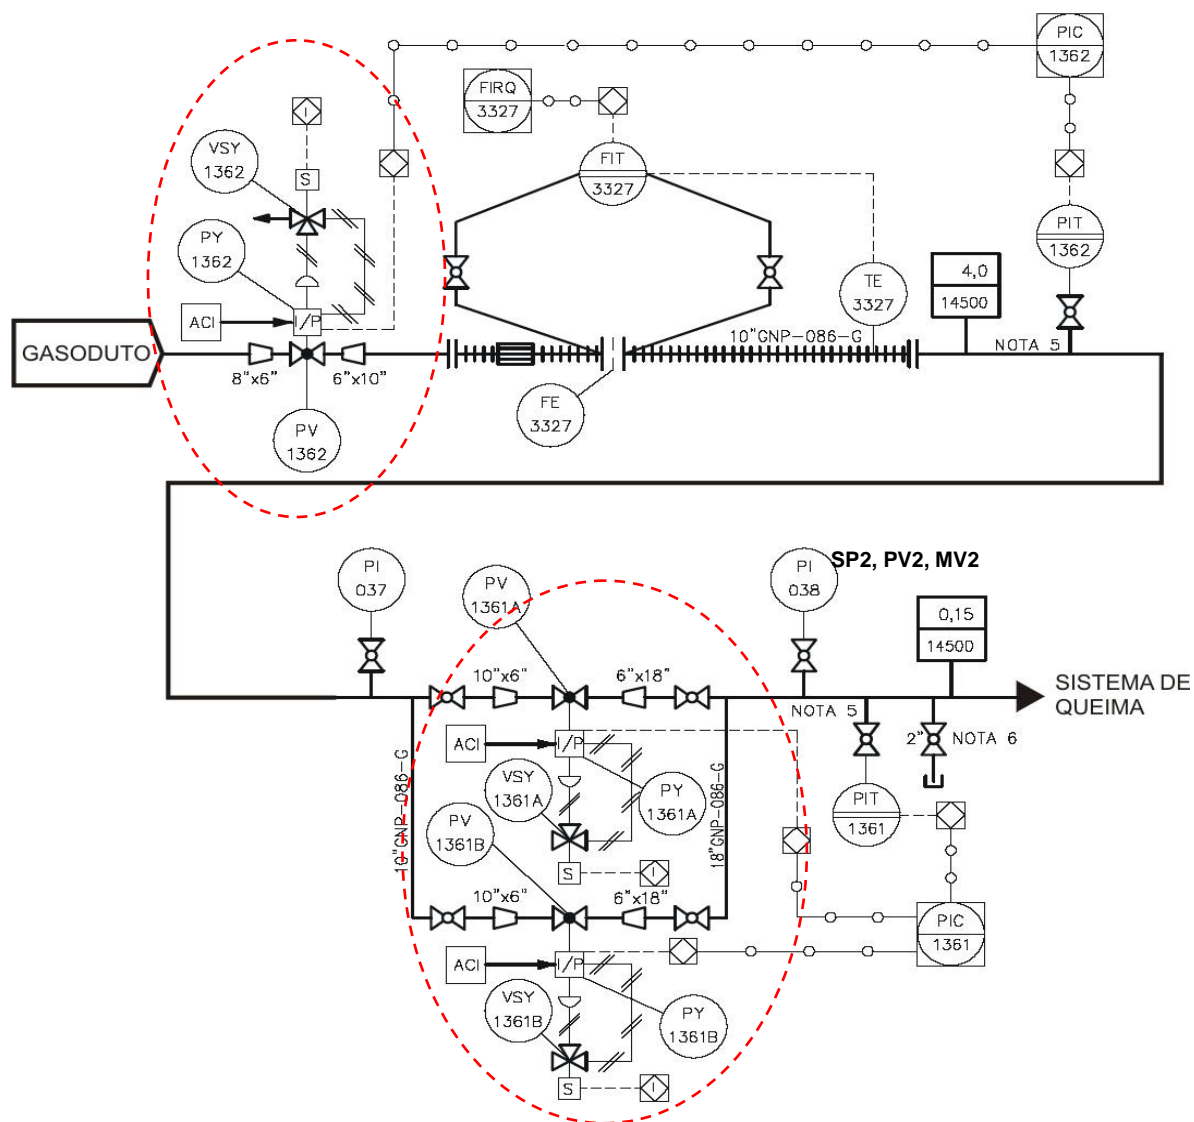 PIC
1362
FIRQ
3327
I
VSY
1362
FIT
3327
S
PIT
1362
PY
1362
TE
3327
4,0
14500
ACI
I/P
10"GNP-086-G
NOTA 5
GASODUTO
8"x6"
6"x10"
FE
3327
PV
1362
PI
037
PV
1361A
PI
038
SP2, PV2, MV2
0,15
14500
10"x6"
6"x18"
SISTEMA DE
QUEIMA
NOTA 5
2"
NOTA 6
ACI
I/P
VSY
1361A
PY
1361A
PIT
1361
10"GNP-086-G
18"GNP-086-G
PV
1361B
S
I
10"x6"
6"x18"
PIC
1361
ACI
I/P
VSY
1361B
PY
1361B
S
I